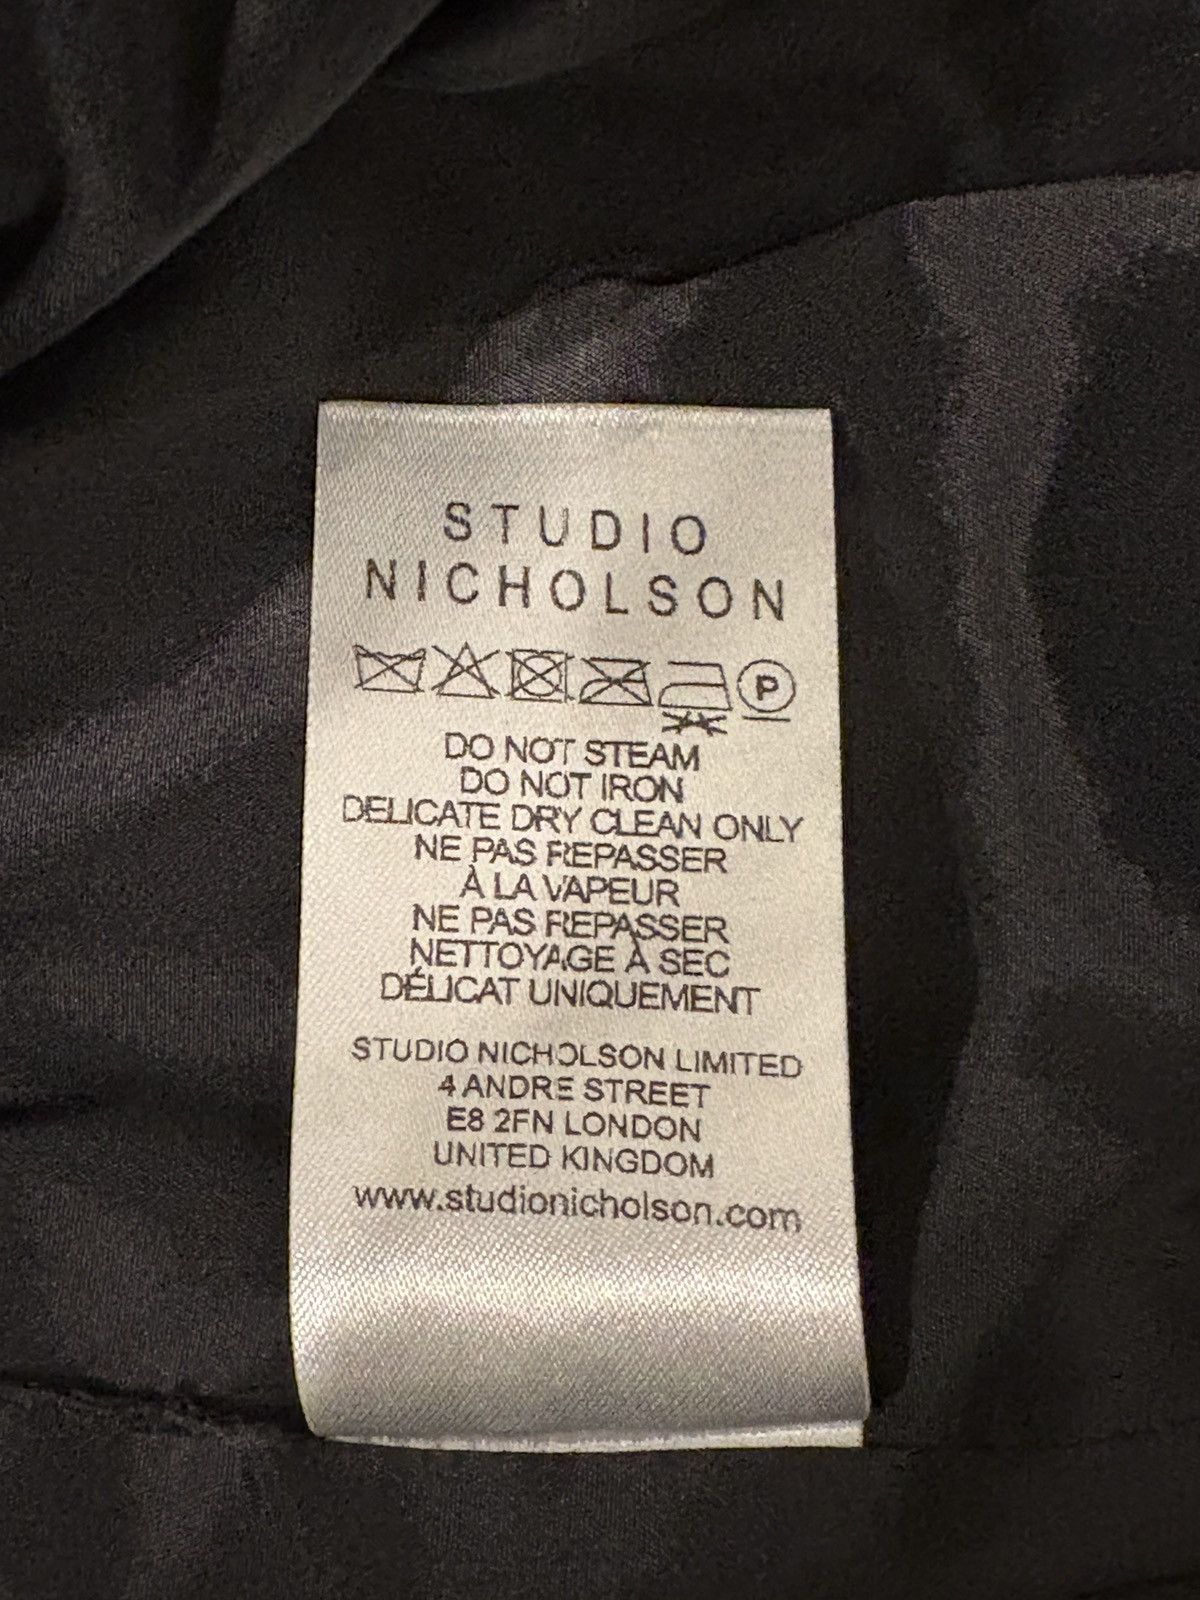 STUDIO
NICHOLSON
P
DO NOT STEAM
DO NOT IRON
DELICATE DRY CLEAN ONLY
NE PAS REPASSER
À LA VAPEUR
NE PAS REPASSER
NETTOYAGE À SEC
DÉLICAT UNIQUEMENT
STUDIO NICHOLSON LIMITED
4 ANDRE STREET
E8 2FN LONDON
UNITED KINGDOM
www.studionicholson.com